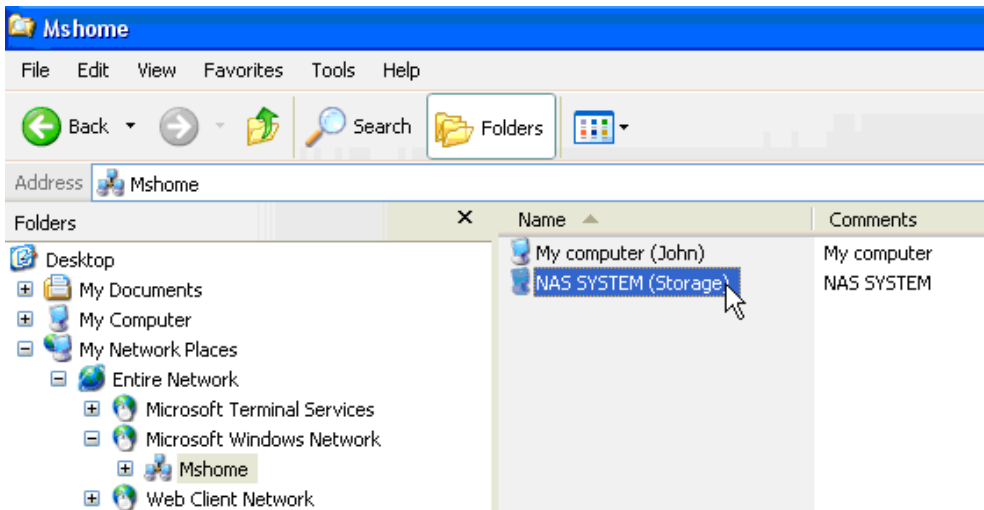 Mshome
File Edit View Favorites Tools Help
Back Search Folders
Address Mshome
Folders Name Comments
Desktop My computer (John) My computer
My Documents NAS SYSTEM (Storage) NAS SYSTEM
My Computer
My Network Places
Entire Network
Microsoft Terminal Services
Microsoft Windows Network
Mshome
Web Client Network